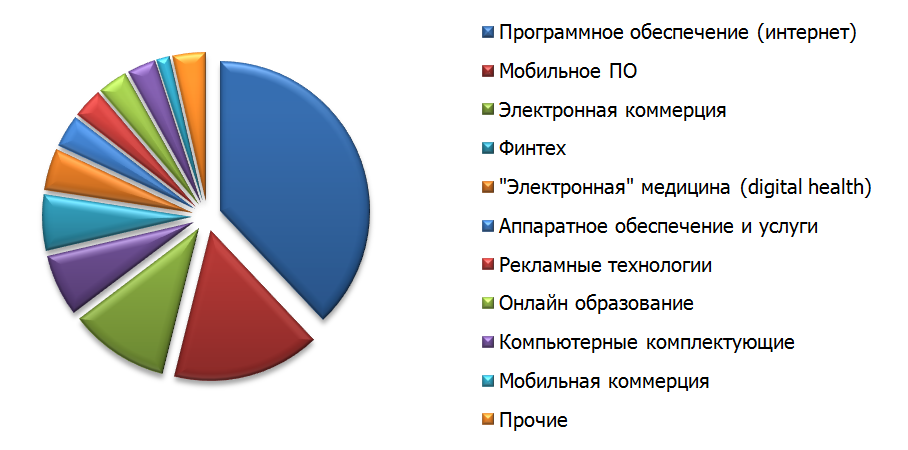 Программное обеспечение (интернет)
Мобильное ПО
Электронная коммерция
Финтех
"Электронная" медицина (digital health)
Аппаратное обеспечение и услуги
Рекламные технологии
Онлайн образование
Компьютерные комплектующие
Мобильная коммерция
Прочие